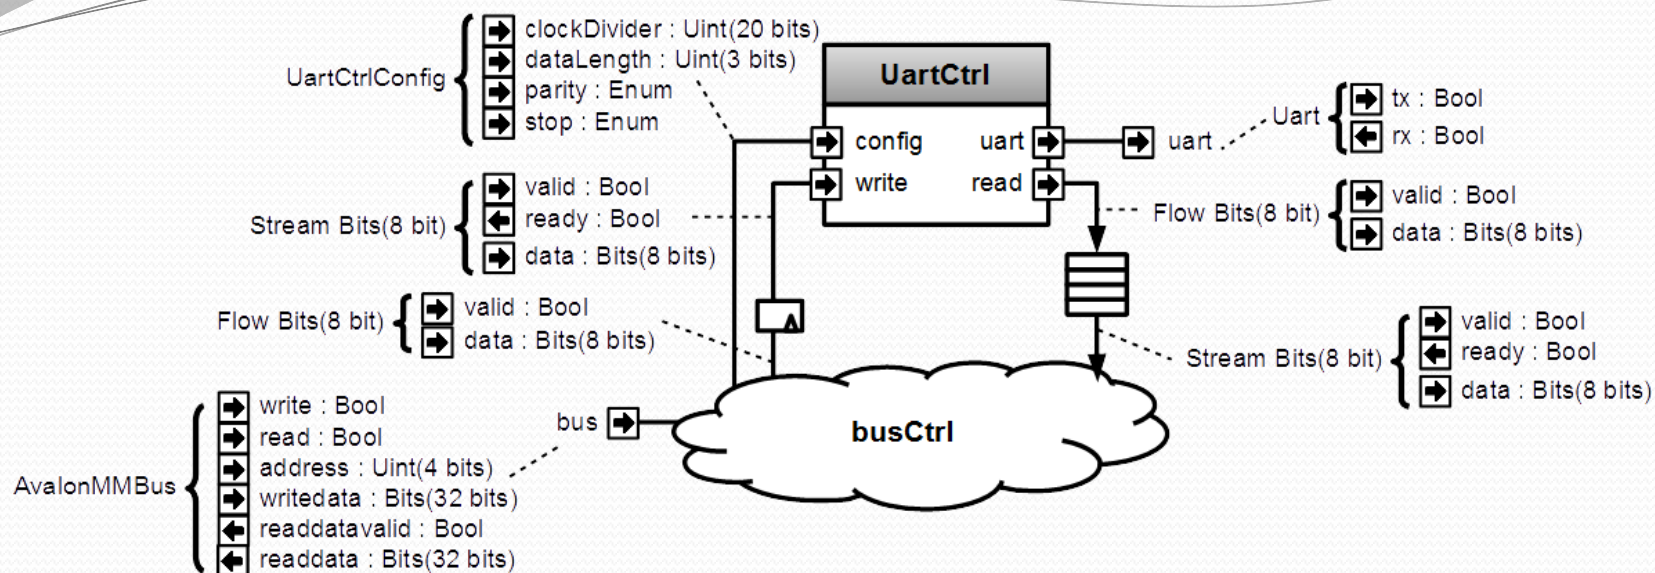 clockDivider : Uint(20 bits)
dataLength : Uint(3 bits)
UartCtrlConfig
parity : Enum
stop : Enum
UartCtrl
config
uart
write
read
uart
Uart
tx : Bool
rx : Bool
valid : Bool
Stream Bits(8 bit)
ready : Bool
data : Bits(8 bits)
Flow Bits(8 bit)
valid : Bool
data : Bits(8 bits)
Flow Bits(8 bit)
valid : Bool
data : Bits(8 bits)
Stream Bits(8 bit)
valid : Bool
ready : Bool
data : Bits(8 bits)
bus
busCtrl
AvalonMMBus
write : Bool
read : Bool
address : Uint(4 bits)
writedata : Bits(32 bits)
readdatavalid : Bool
readdata : Bits(32 bits)